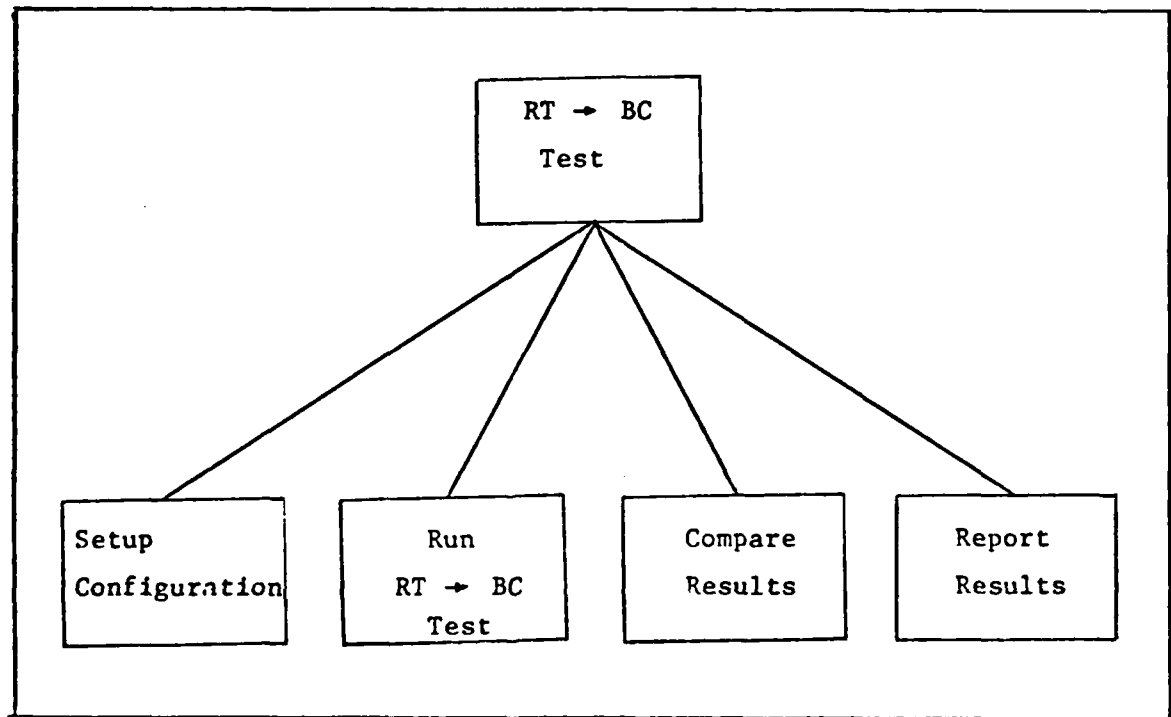 RT → BC
Test
Setup
Configuration
Run
RT → BC
Test
Compare
Results
Report
Results